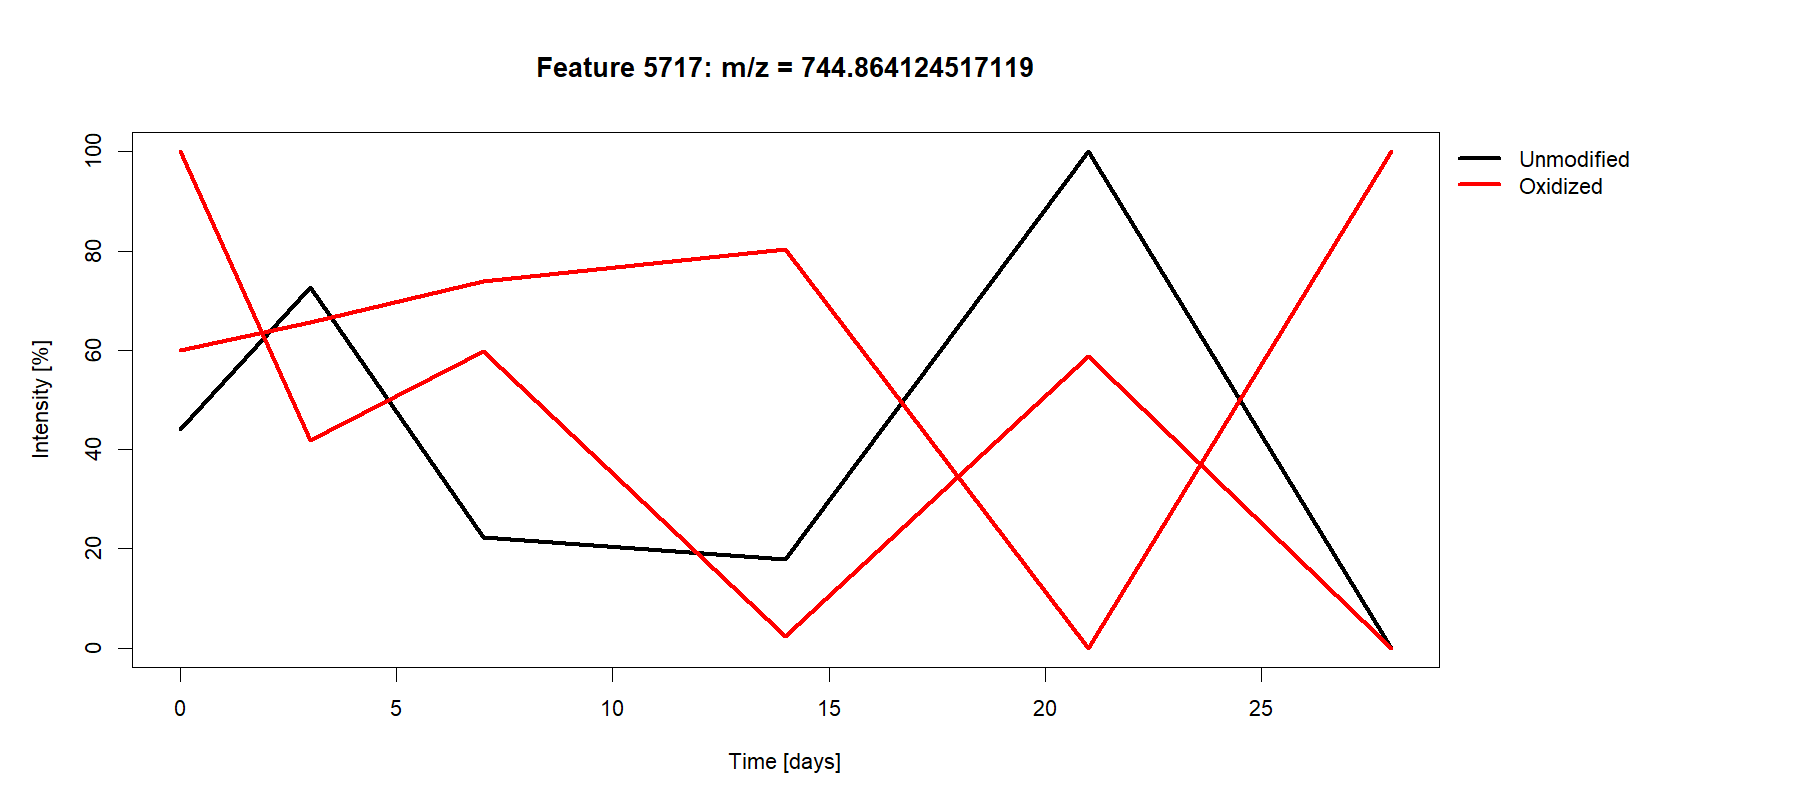 Feature 5717: m/z = 744.864124517119
Unmodified
Oxidized
Intensity [%]
100
80
60
40
20
0
0 5 10 15 20 25
Time [days]